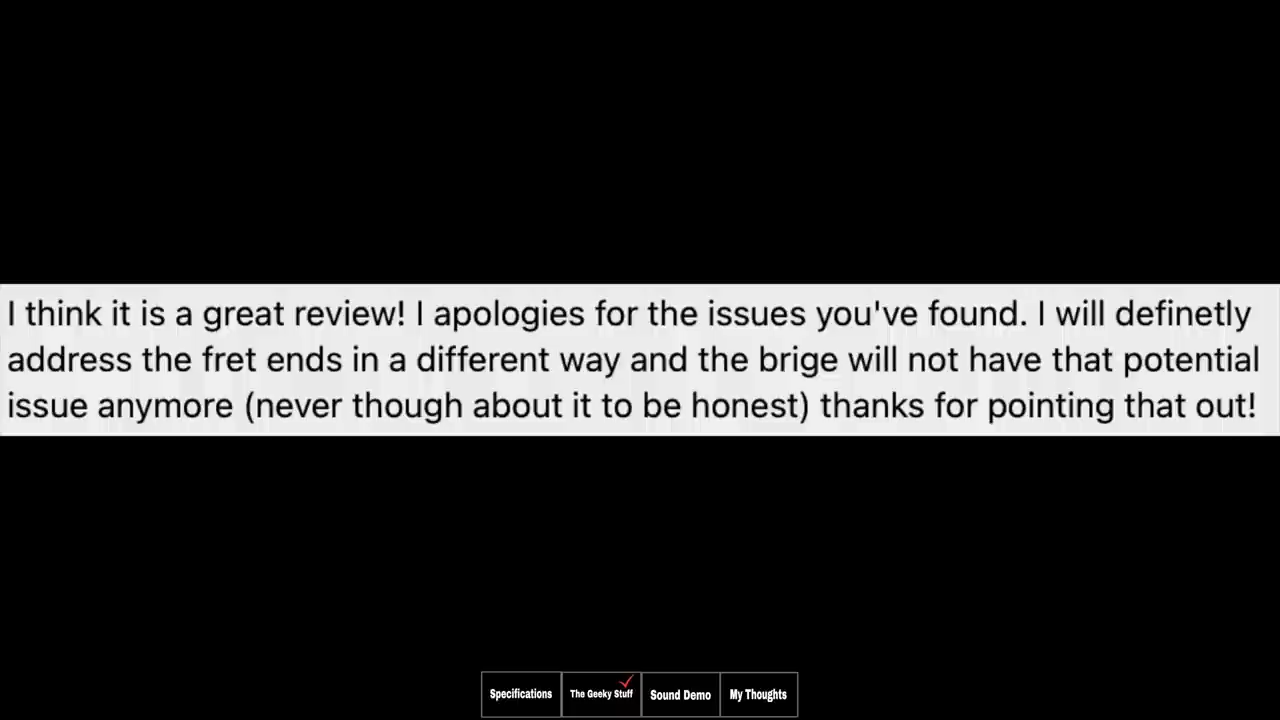 I think it is a great review! I apologies for the issues you've found. I will definetly
address the fret ends in a different way and the brige will not have that potential
issue anymore (never though about it to be honest) thanks for pointing that out!
Specifications
The Geeky Stuff
Sound Demo
My Thoughts